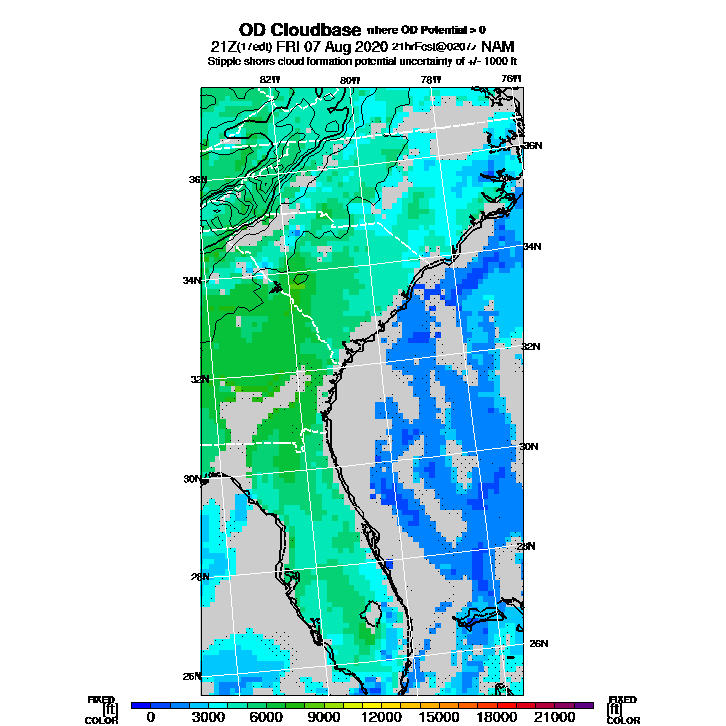 OD Cloudbase where OD Potential > 0
21Z(17edt) FRI 07 Aug 2020 21hrFcst@0207z NAM
Stipple shows cloud formation potential uncertainty of +/- 1000 ft
82W 80W 78W 76W
36N
36N
34N
34N
32N
32N
30N
30N
28N
28N
26N
26N
FIXED FIXED
[ft] [ft]
COLOR COLOR
0 3000 6000 9000 12000 15000 18000 21000